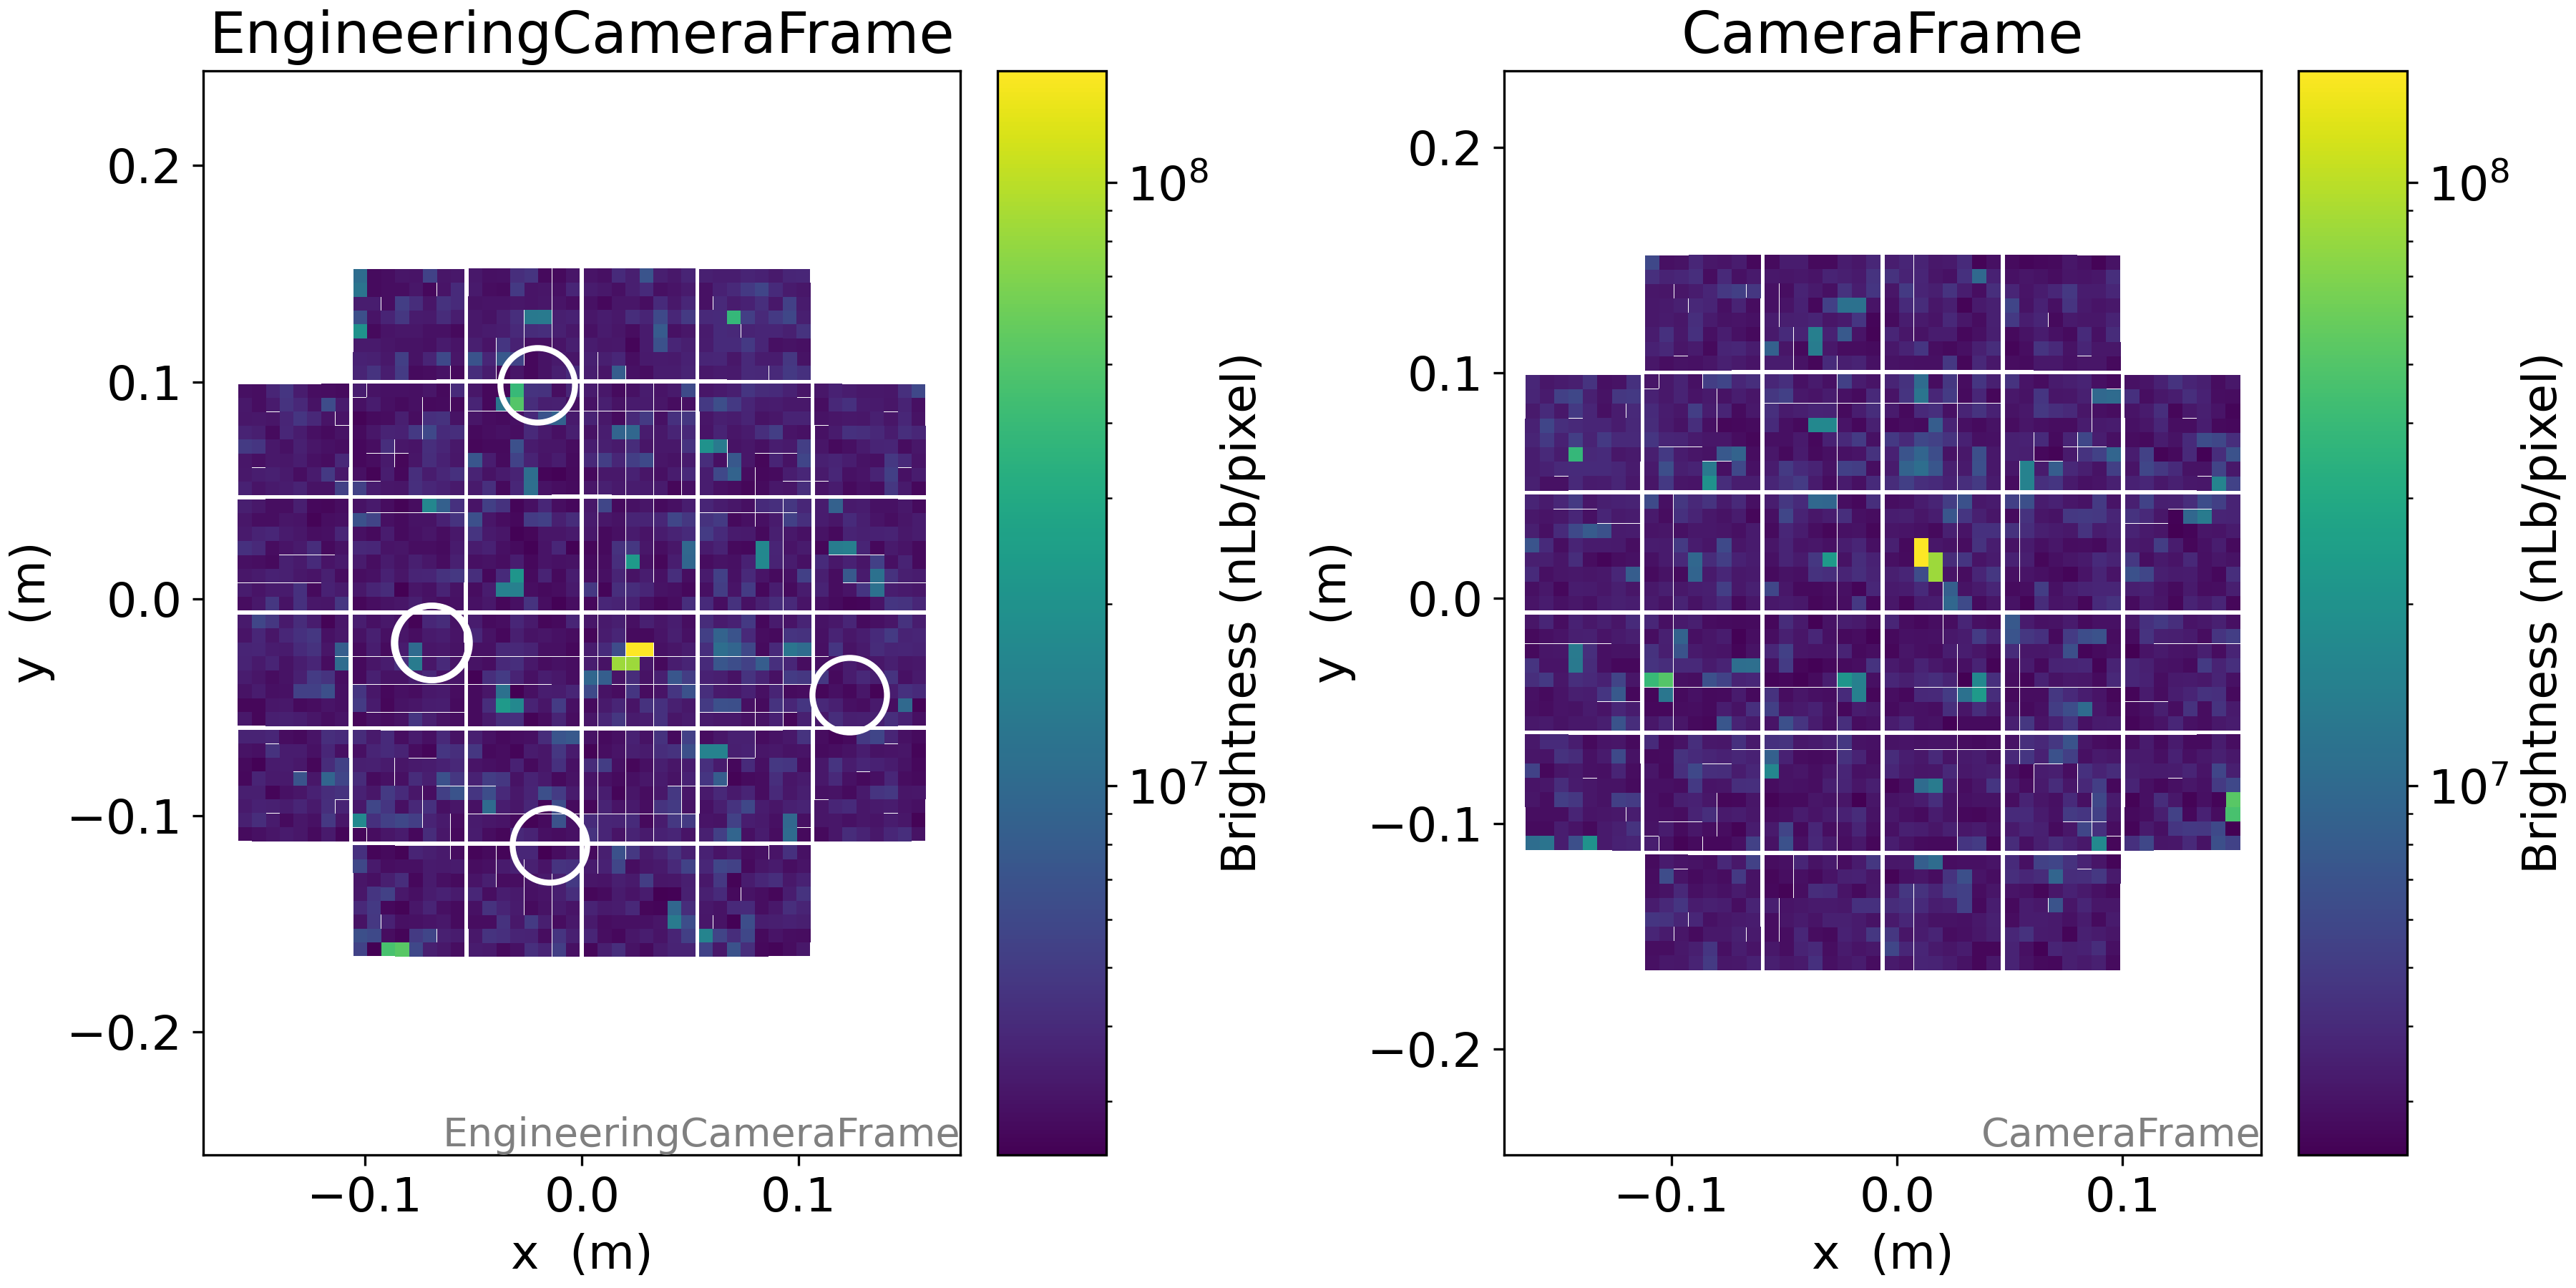 EngineeringCameraFrame
0.2
0.1
0.0
−0.1
−0.2
y (m)
−0.1 0.0 0.1
x (m)
EngineeringCameraFrame
10⁸
10⁷
Brightness (nLb/pixel)
CameraFrame
0.2
0.1
0.0
−0.1
−0.2
y (m)
−0.1 0.0 0.1
x (m)
CameraFrame
10⁸
10⁷
Brightness (nLb/pixel)